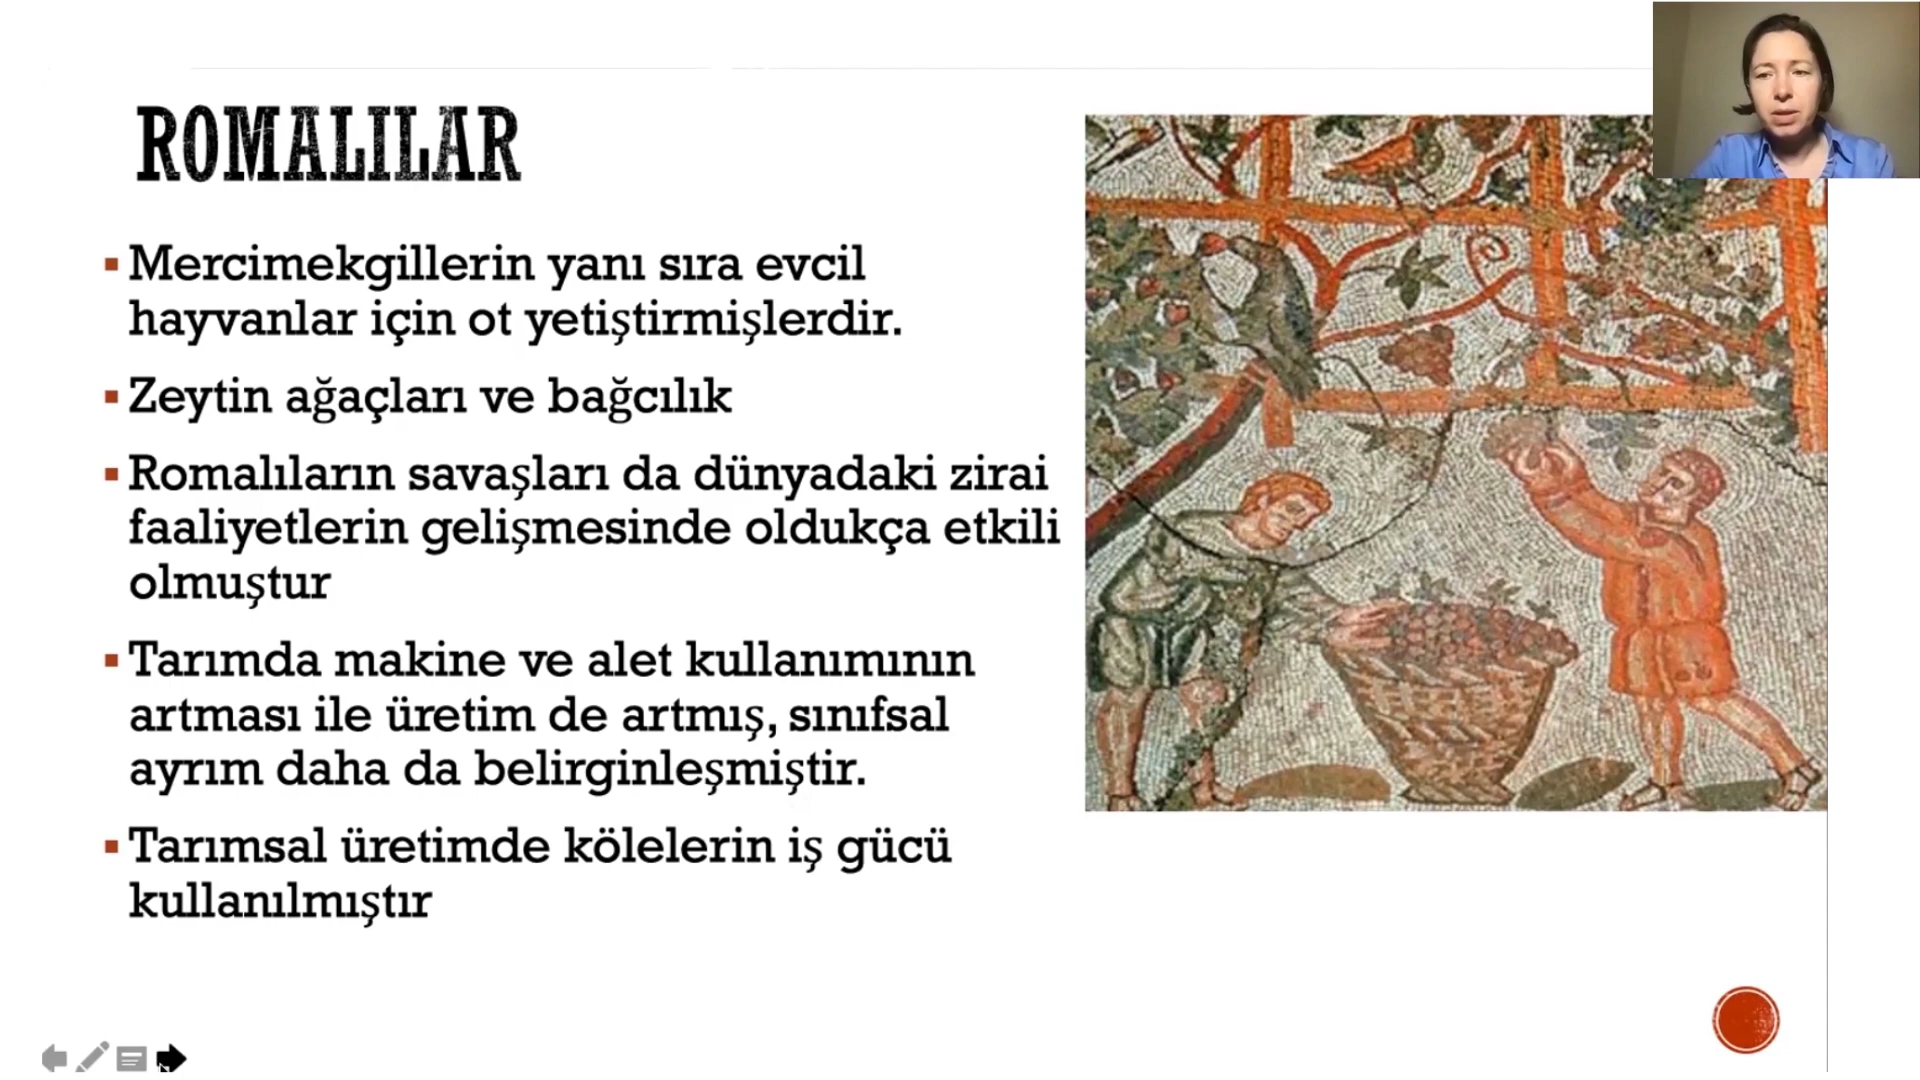 ROMALILAR
Mercimekgillerin yanı sıra evcil
hayvanlar için ot yetiştirmişlerdir.
Zeytin ağaçları ve bağcılık
Romalıların savaşları da dünyadaki zirai
faaliyetlerin gelişmesinde oldukça etkili
olmuştur
Tarımda makine ve alet kullanımının
artması ile üretim de artmış, sınıfsal
ayrım daha da belirginleşmiştir.
Tarımsal üretimde kölelerin iş gücü
kullanılmıştır